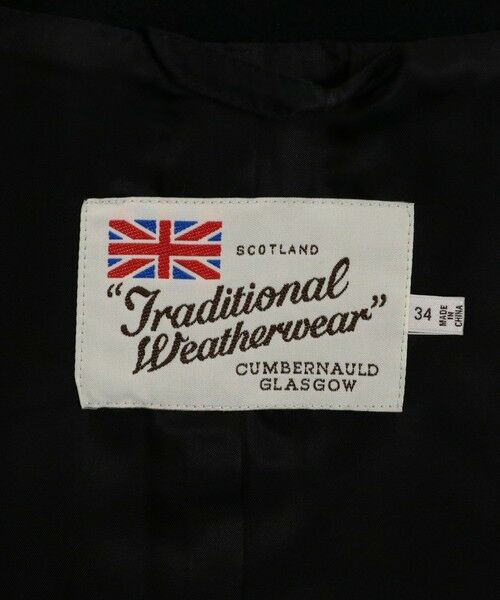 SCOTLAND
"Traditional
Weatherwear"
CUMBERNAULD
GLASGOW
34
MADE
IN
CHINA